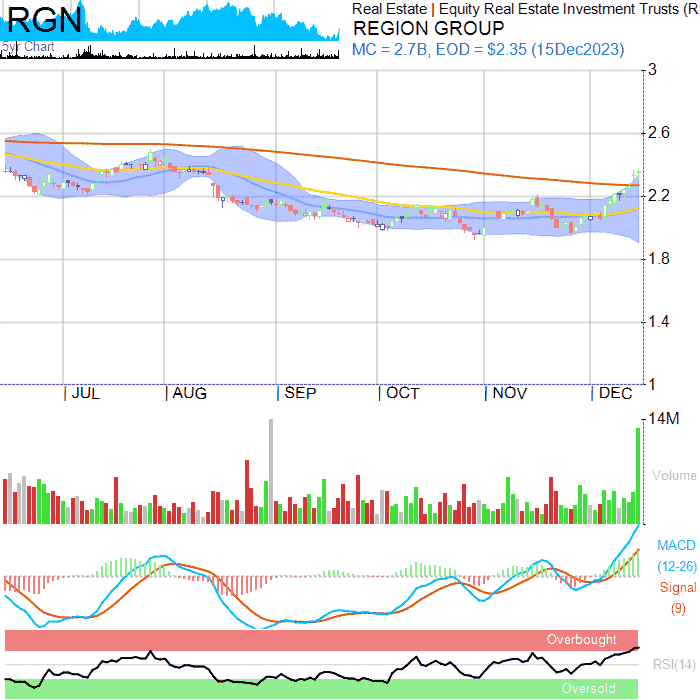 RGN
5yr Chart
Real Estate | Equity Real Estate Investment Trusts (R
REGION GROUP
MC = 2.7B, EOD = $2.35 (15Dec2023)
3
2.6
2.2
1.8
1.4
1
| JUL | AUG | SEP | OCT | NOV | DEC
14M
Volume
MACD
(12-26)
Signal
(9)
Overbought
RSI(14)
Oversold